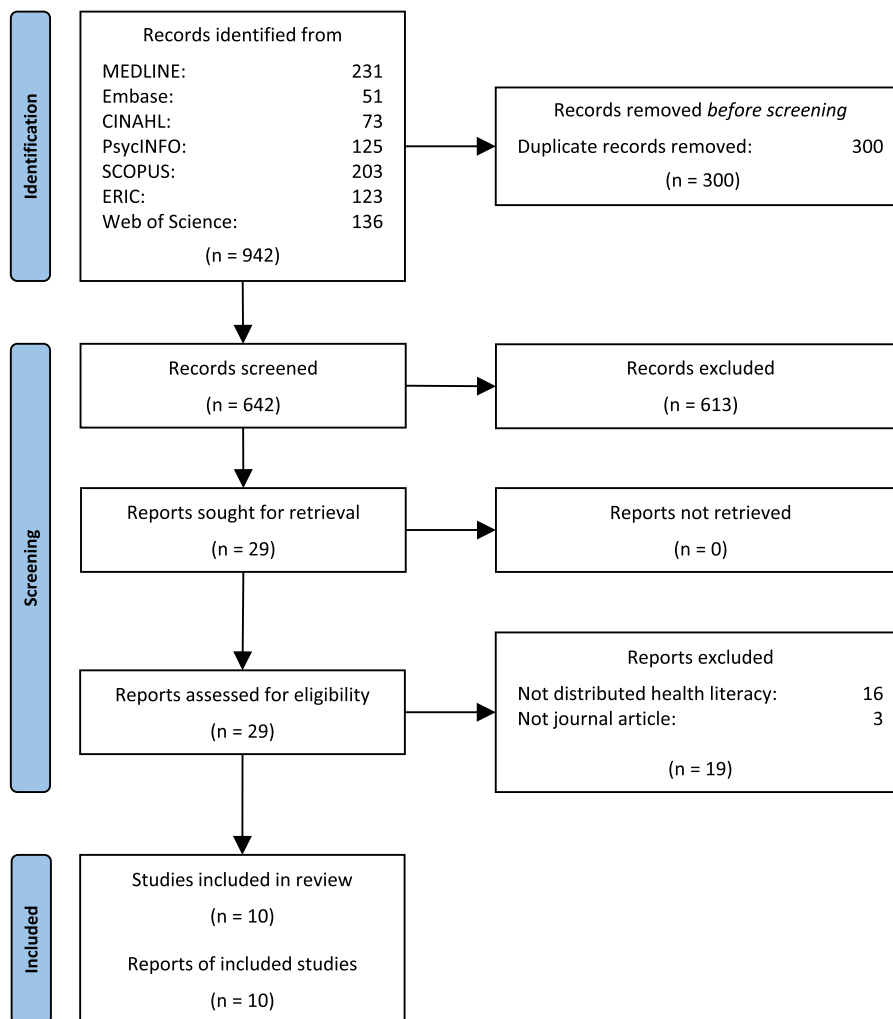 Identification
Records identified from
MEDLINE: 231
Embase: 51
CINAHL: 73
PsycINFO: 125
SCOPUS: 203
ERIC: 123
Web of Science: 136
(n = 942)
Records removed before screening
Duplicate records removed: 300
(n = 300)
Screening
Records screened
(n = 642)
Records excluded
(n = 613)
Reports sought for retrieval
(n = 29)
Reports not retrieved
(n = 0)
Reports assessed for eligibility
(n = 29)
Reports excluded
Not distributed health literacy: 16
Not journal article: 3
(n = 19)
Included
Studies included in review
(n = 10)
Reports of included studies
(n = 10)